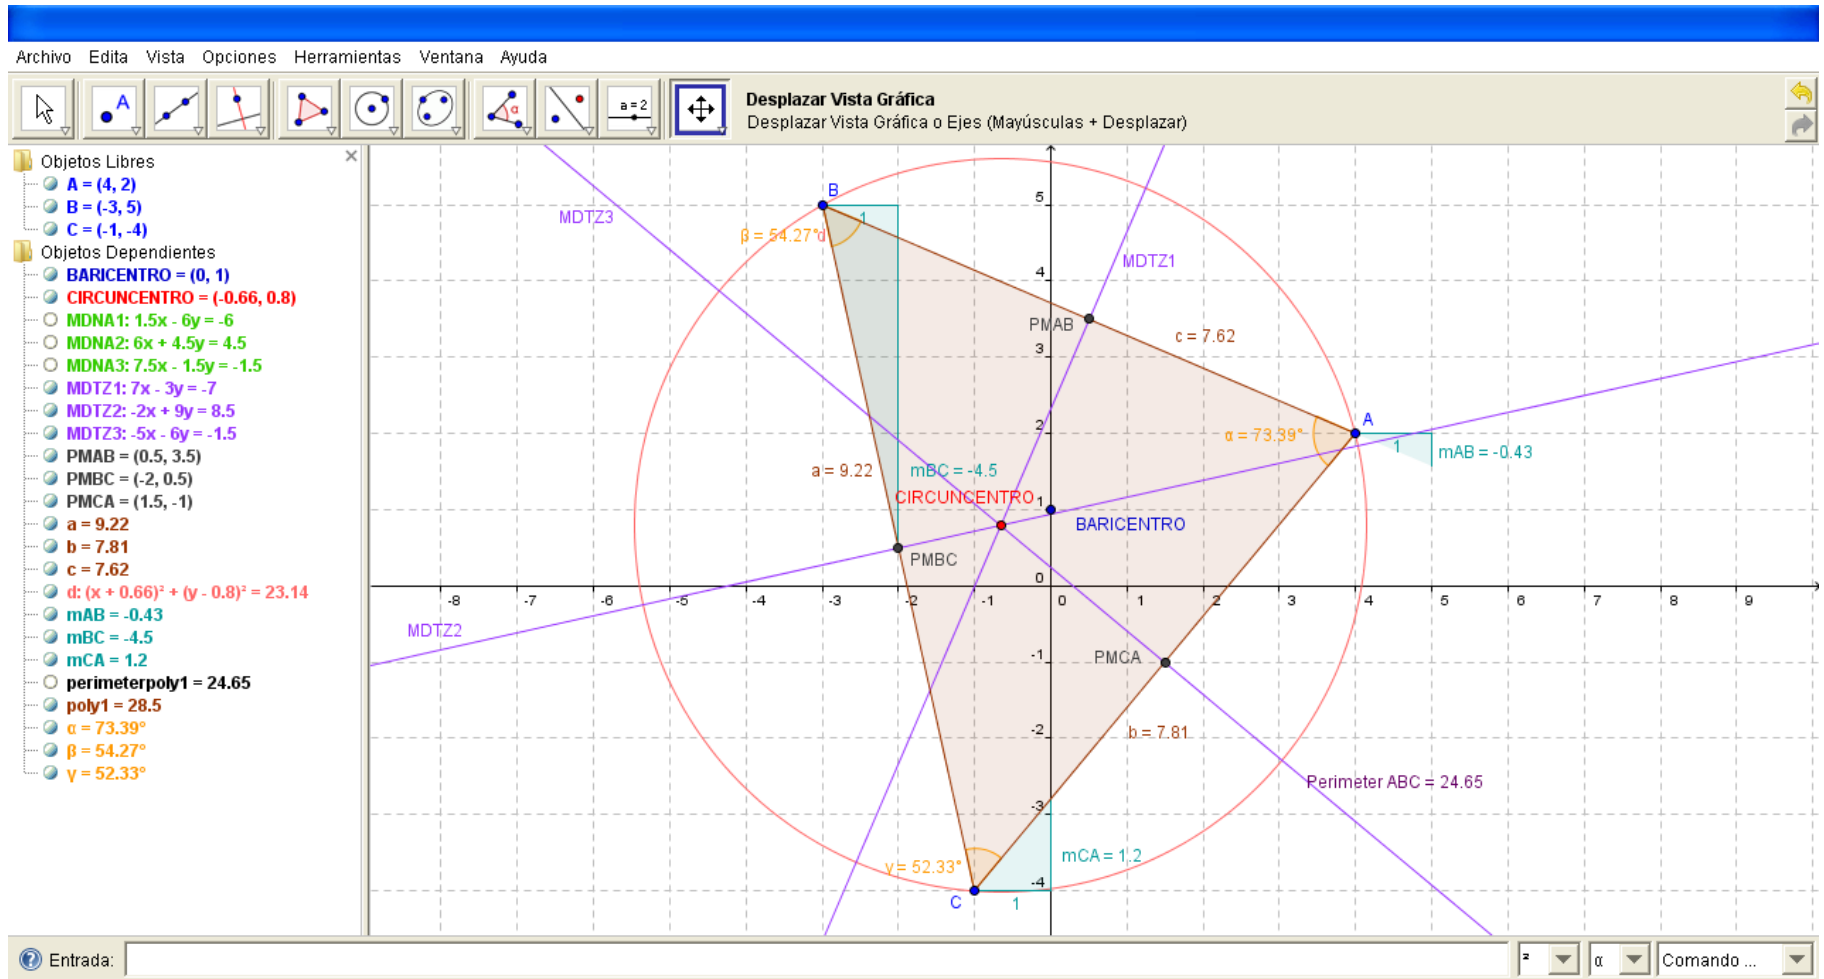 Archivo Edita Vista Opciones Herramientas Ventana Ayuda
A
α
a = 2
Desplazar Vista Gráfica
Desplazar Vista Gráfica o Ejes (Mayúsculas + Desplazar)
Objetos Libres
A = (4, 2)
B = (-3, 5)
C = (-1, -4)
Objetos Dependientes
BARICENTRO = (0, 1)
CIRCUNCENTRO = (-0.66, 0.8)
MDNA1: 1.5x - 6y = -6
MDNA2: 6x + 4.5y = 4.5
MDNA3: 7.5x - 1.5y = -1.5
MDTZ1: 7x - 3y = -7
MDTZ2: -2x + 9y = 8.5
MDTZ3: -5x - 6y = -1.5
PMAB = (0.5, 3.5)
PMBC = (-2, 0.5)
PMCA = (1.5, -1)
a = 9.22
b = 7.81
c = 7.62
d: (x + 0.66)² + (y - 0.8)² = 23.14
mAB = -0.43
mBC = -4.5
mCA = 1.2
perimeterpoly1 = 24.65
poly1 = 28.5
α = 73.39°
β = 54.27°
γ = 52.33°
B
5
MDTZ3
1
β = 54.27°
d
MDTZ1
4
PMAB
c = 7.62
3
A
2
α = 73.39°
1
mAB = -0.43
a = 9.22
mBC = -4.5
CIRCUNCENTRO
1
BARICENTRO
PMBC
0
-8 -7 -6 -5 -4 -3 -2 -1 0 1 2 3 4 5 6 7 8 9
MDTZ2
-1
PMCA
-2
b = 7.81
Perimeter ABC = 24.65
-3
mCA = 1.2
γ = 52.33°
-4
C
1
Entrada:
²
α
Comando ...